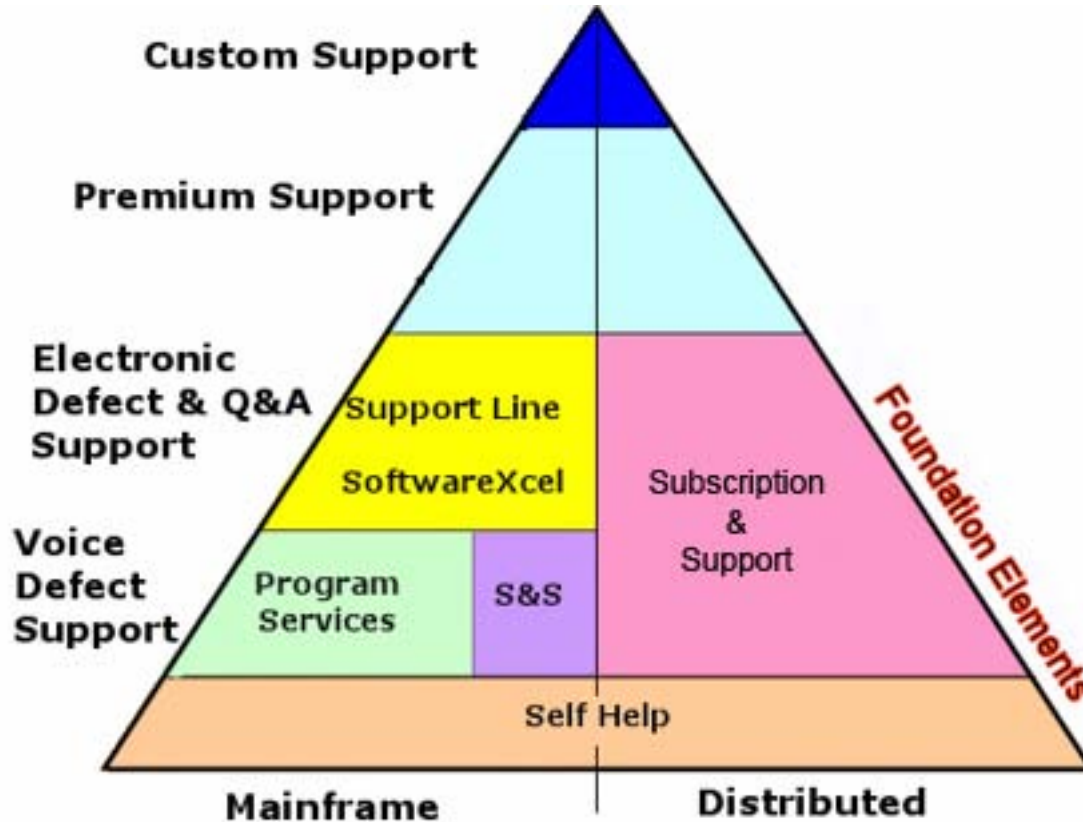 Custom Support
Premium Support
Electronic
Defect & Q&A
Support
Support Line
SoftwareXcel
Subscription
&
Support
Foundation Elements
Voice
Defect
Support
Program
Services
S&S
Self Help
Mainframe
Distributed